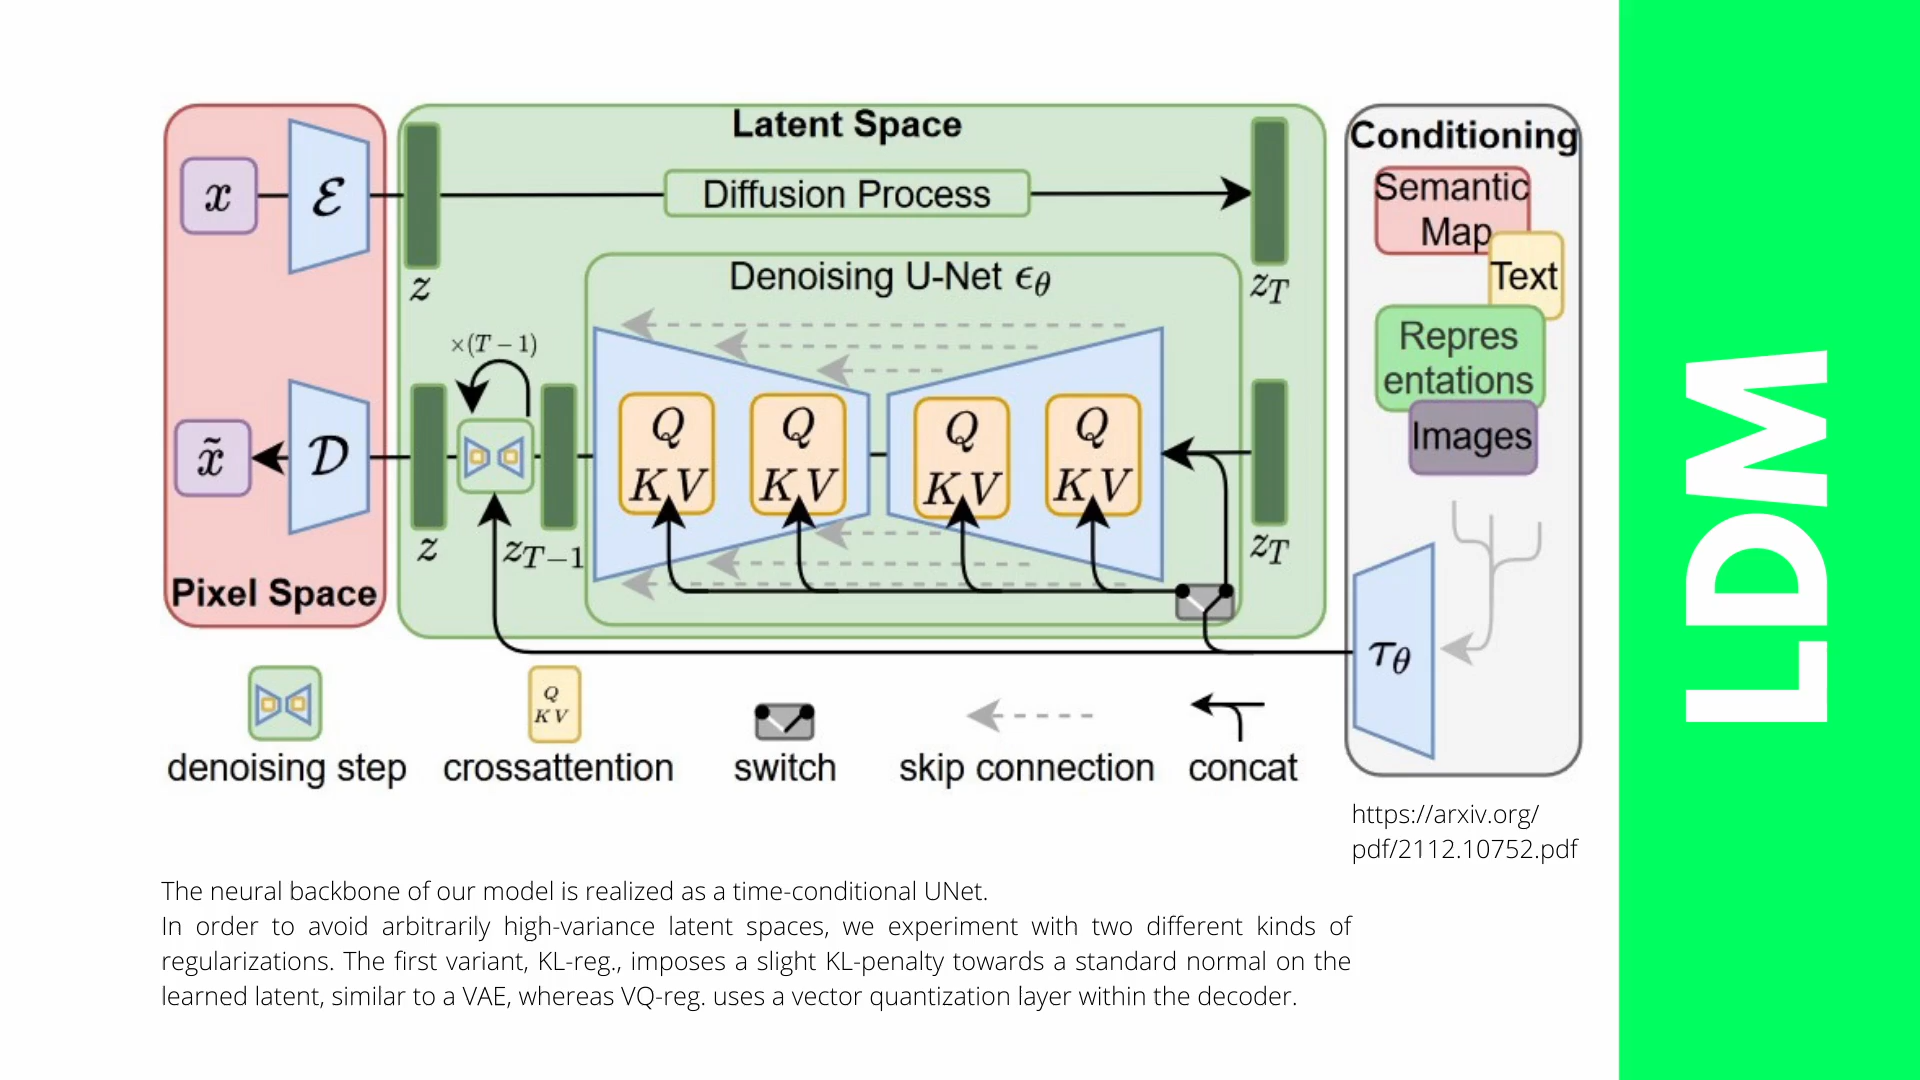 Latent Space
Conditioning
Semantic
Map
Text
Repres
entations
Images
x
ℰ
Diffusion Process
z
z_T
Denoising U-Net ϵ_θ
×(T − 1)
Q
K V
Q
K V
Q
K V
Q
K V
x̃
𝒟
z
z_{T−1}
z_T
Pixel Space
τ_θ
Q
K V
denoising step
crossattention
switch
skip connection
concat
https://arxiv.org/
pdf/2112.10752.pdf
The neural backbone of our model is realized as a time-conditional UNet.
In order to avoid arbitrarily high-variance latent spaces, we experiment with two different kinds of
regularizations. The first variant, KL-reg., imposes a slight KL-penalty towards a standard normal on the
learned latent, similar to a VAE, whereas VQ-reg. uses a vector quantization layer within the decoder.
LDM